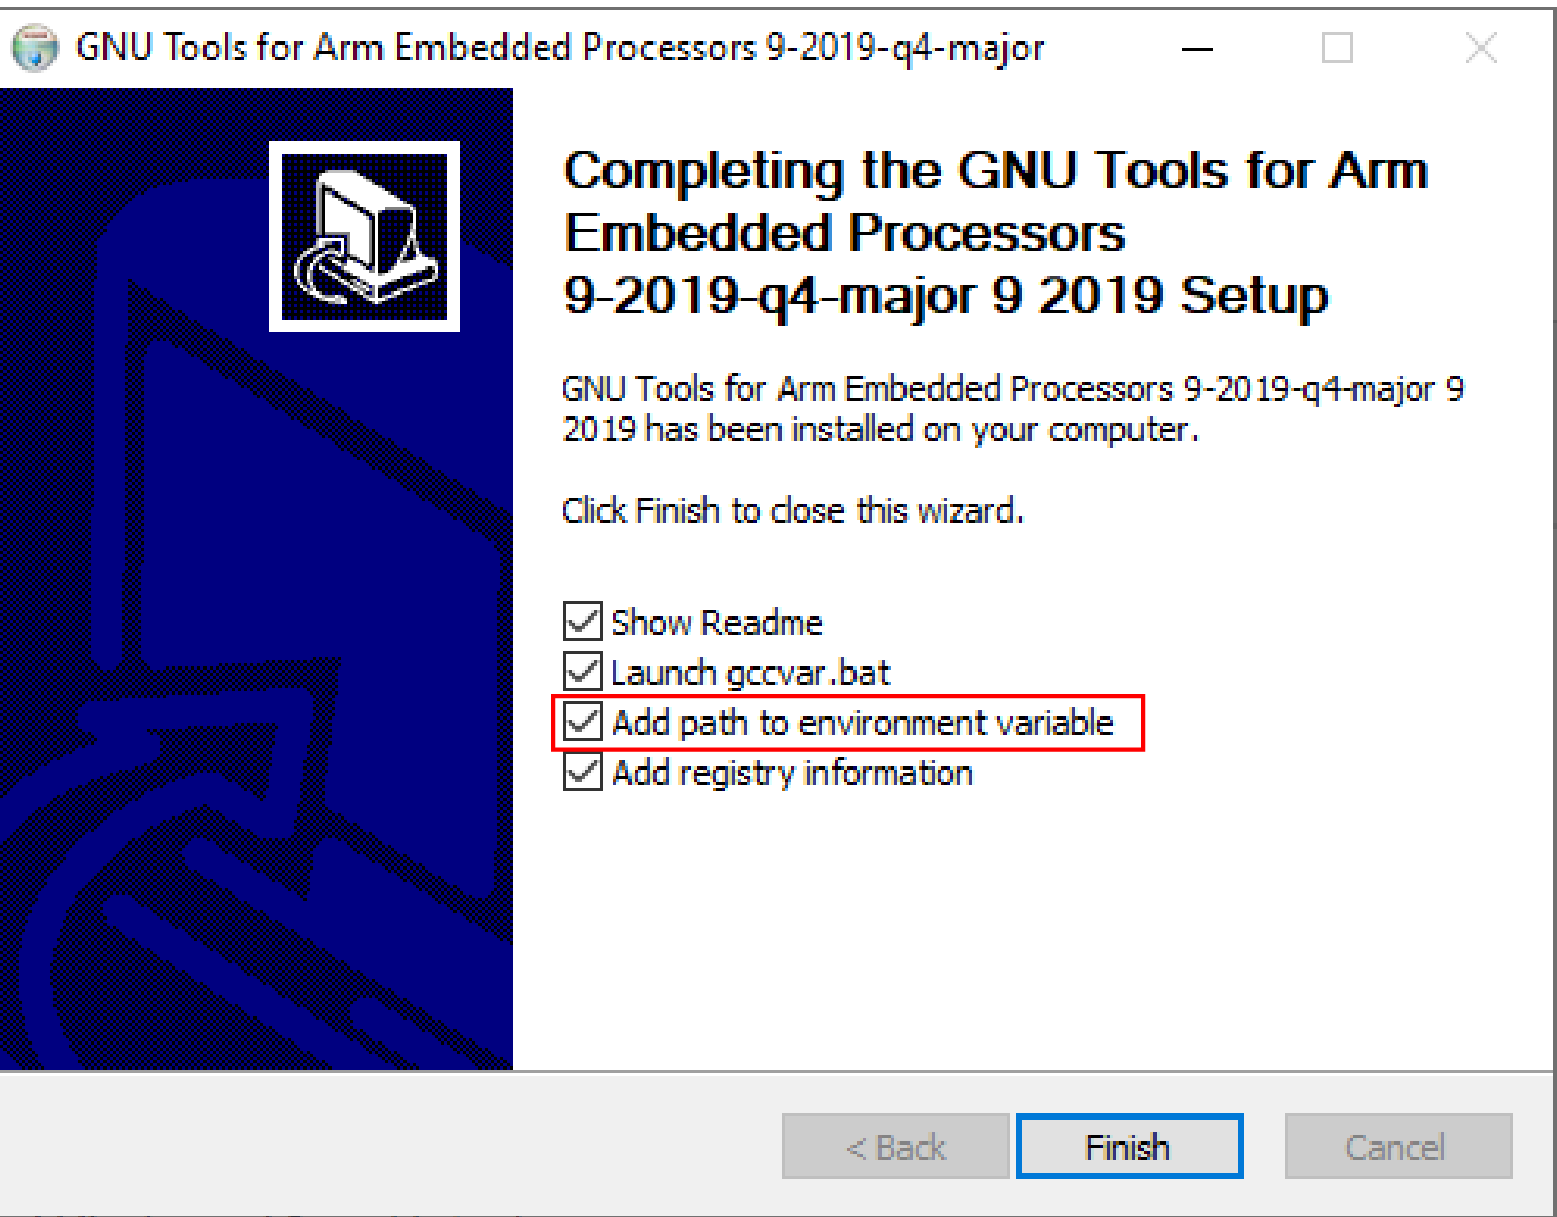 GNU Tools for Arm Embedded Processors 9-2019-q4-major
Completing the GNU Tools for Arm
Embedded Processors
9-2019-q4-major 9 2019 Setup
GNU Tools for Arm Embedded Processors 9-2019-q4-major 9
2019 has been installed on your computer.
Click Finish to close this wizard.
Show Readme
Launch gccvar.bat
Add path to environment variable
Add registry information
< Back
Finish
Cancel